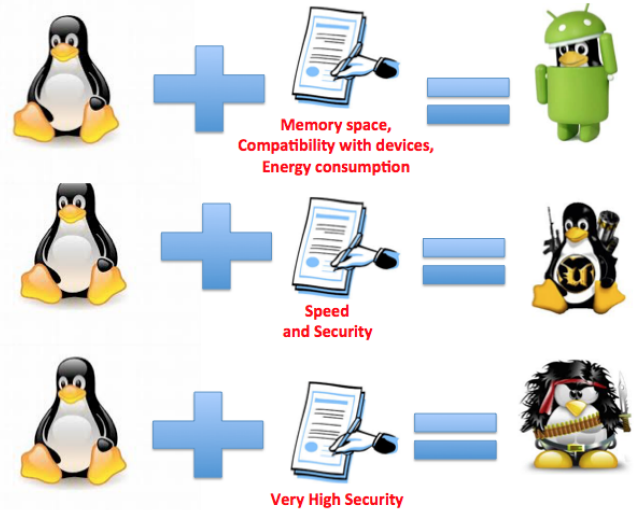 Memory space,
Compatibility with devices,
Energy consumption
Speed
and Security
Very High Security